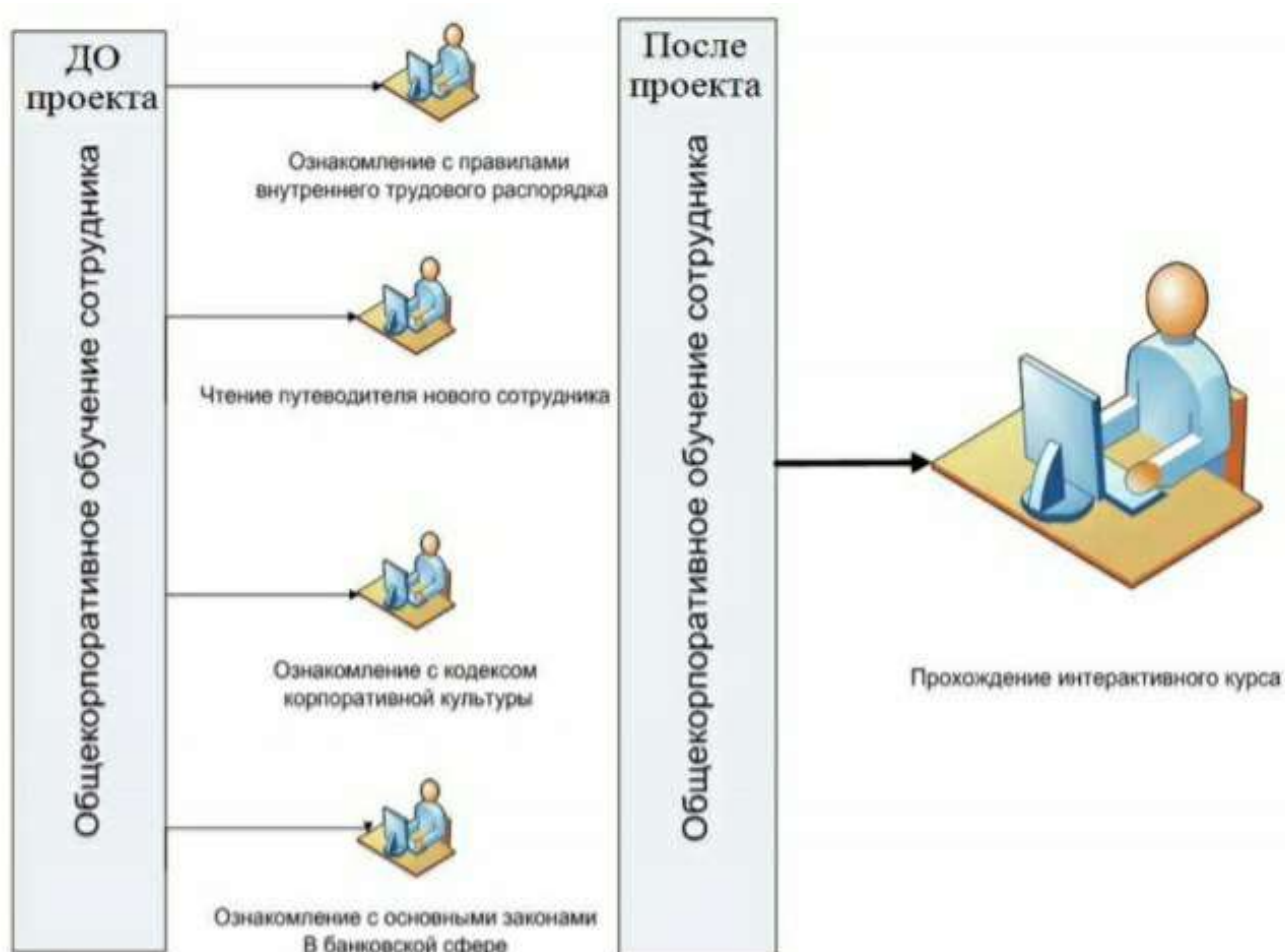 ДО
проекта
Общекорпоративное обучение сотрудника
Ознакомление с правилами
внутреннего трудового распорядка
Чтение путеводителя нового сотрудника
Ознакомление с кодексом
корпоративной культуры
Ознакомление с основными законами
В банковской сфере
После
проекта
Общекорпоративное обучение сотрудника
Прохождение интерактивного курса